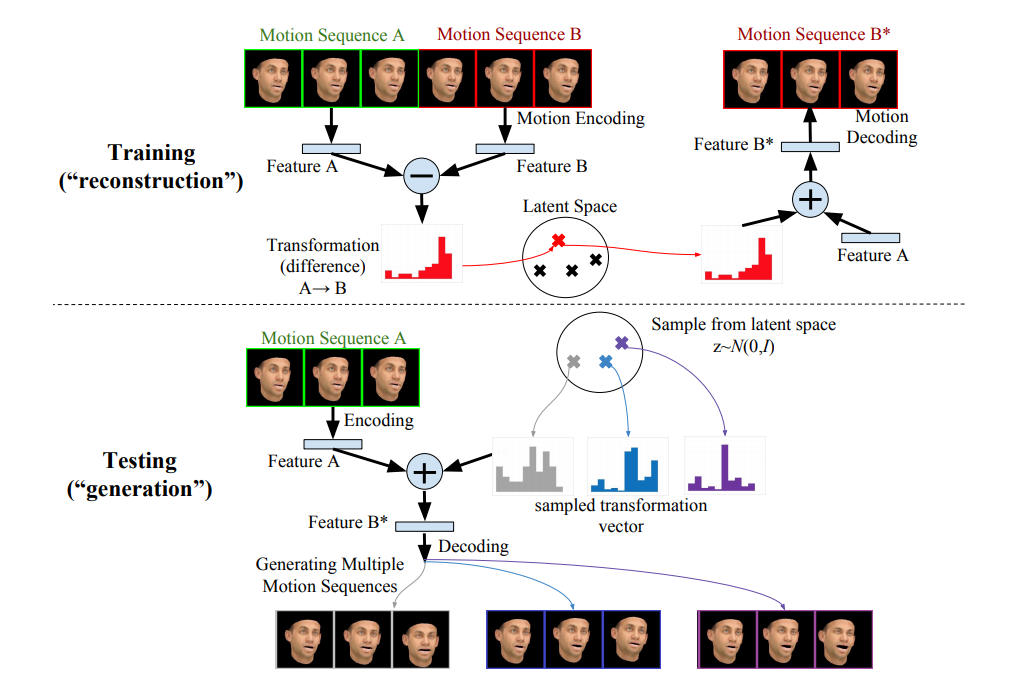 Motion Sequence A
Motion Sequence B
Motion Sequence B*
Motion Encoding
Motion
Decoding
Feature B*
Training
(“reconstruction”)
Feature A
Feature B
−
+
Latent Space
Transformation
(difference)
A→ B
Feature A
Sample from latent space
z~N(0,I)
Motion Sequence A
Encoding
Testing
(“generation”)
Feature A
+
sampled transformation
vector
Feature B*
Decoding
Generating Multiple
Motion Sequences